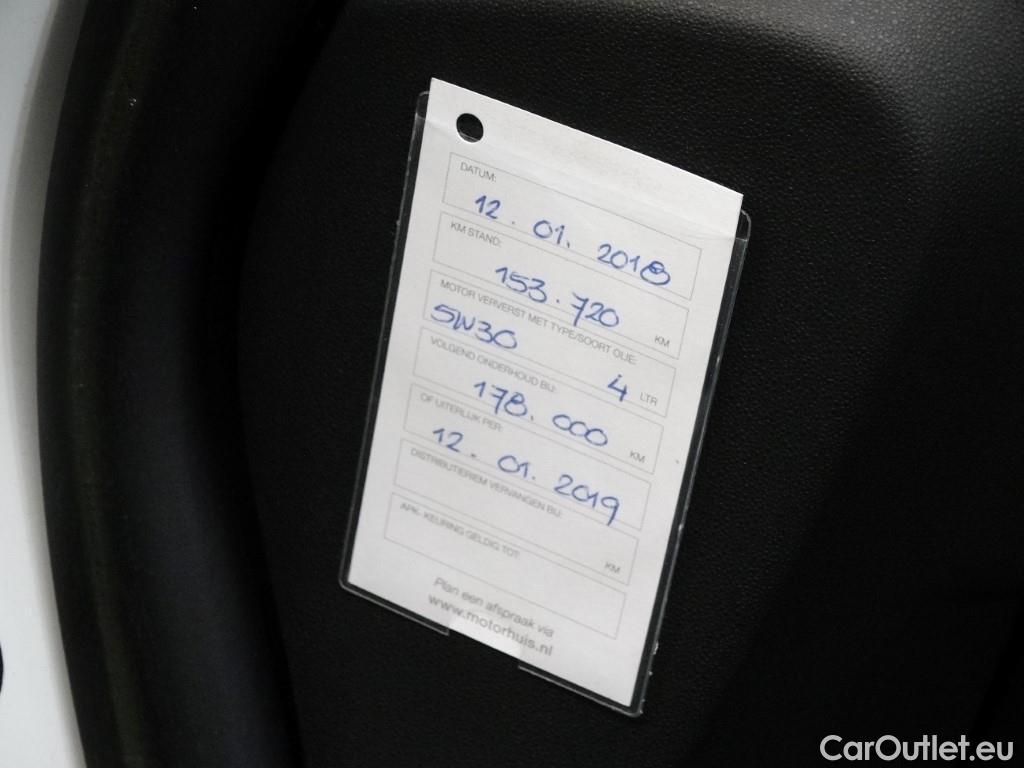 DATUM:
12.01.2018
KM STAND:
153.720 KM
MOTOR VERVERST MET TYPE/SOORT OLIE:
5W30 4 LTR
VOLGEND ONDERHOUD BIJ:
178.000 KM
OF UITERLIJK PER:
12.01.2019
DISTRIBUTIERIEM VERVANGEN BIJ:
KM
APK- KEURING GELDIG TOT:
Plan een afspraak via
www.motorhuis.nl
CarOutlet.eu